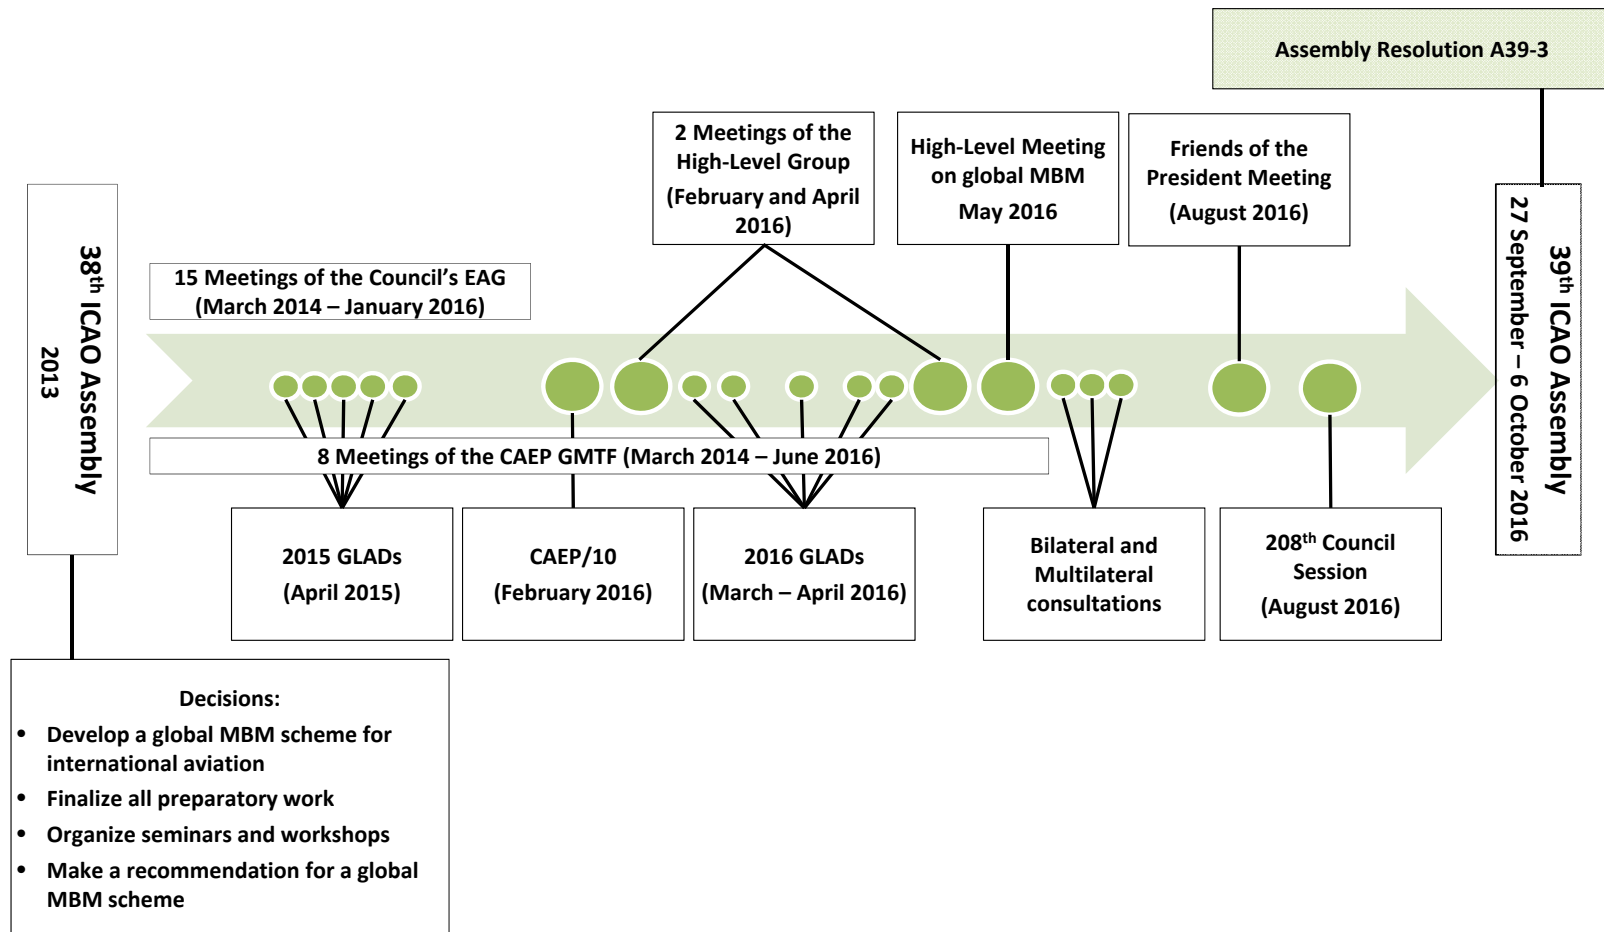 Assembly Resolution A39-3
2 Meetings of the
High-Level Group
(February and April
2016)
High-Level Meeting
on global MBM
May 2016
Friends of the
President Meeting
(August 2016)
38th ICAO Assembly
2013
15 Meetings of the Council’s EAG
(March 2014 – January 2016)
39th ICAO Assembly
27 September – 6 October 2016
8 Meetings of the CAEP GMTF (March 2014 – June 2016)
2015 GLADs
(April 2015)
CAEP/10
(February 2016)
2016 GLADs
(March – April 2016)
Bilateral and
Multilateral
consultations
208th Council
Session
(August 2016)
Decisions:
• Develop a global MBM scheme for
international aviation
• Finalize all preparatory work
• Organize seminars and workshops
• Make a recommendation for a global
MBM scheme